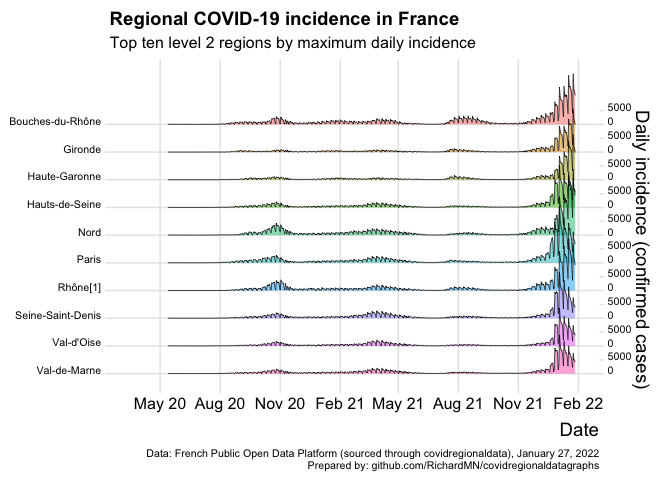 Regional COVID-19 incidence in France
Top ten level 2 regions by maximum daily incidence
Bouches-du-Rhône
5000
0
Gironde
5000
0
Haute-Garonne
5000
0
Hauts-de-Seine
5000
0
Nord
5000
0
Paris
5000
0
Rhône[1]
5000
0
Seine-Saint-Denis
5000
0
Val-d'Oise
5000
0
Val-de-Marne
5000
0
Daily incidence (confirmed cases)
May 20 Aug 20 Nov 20 Feb 21 May 21 Aug 21 Nov 21 Feb 22
Date
Data: French Public Open Data Platform (sourced through covidregionaldata), January 27, 2022
Prepared by: github.com/RichardMN/covidregionaldatagraphs